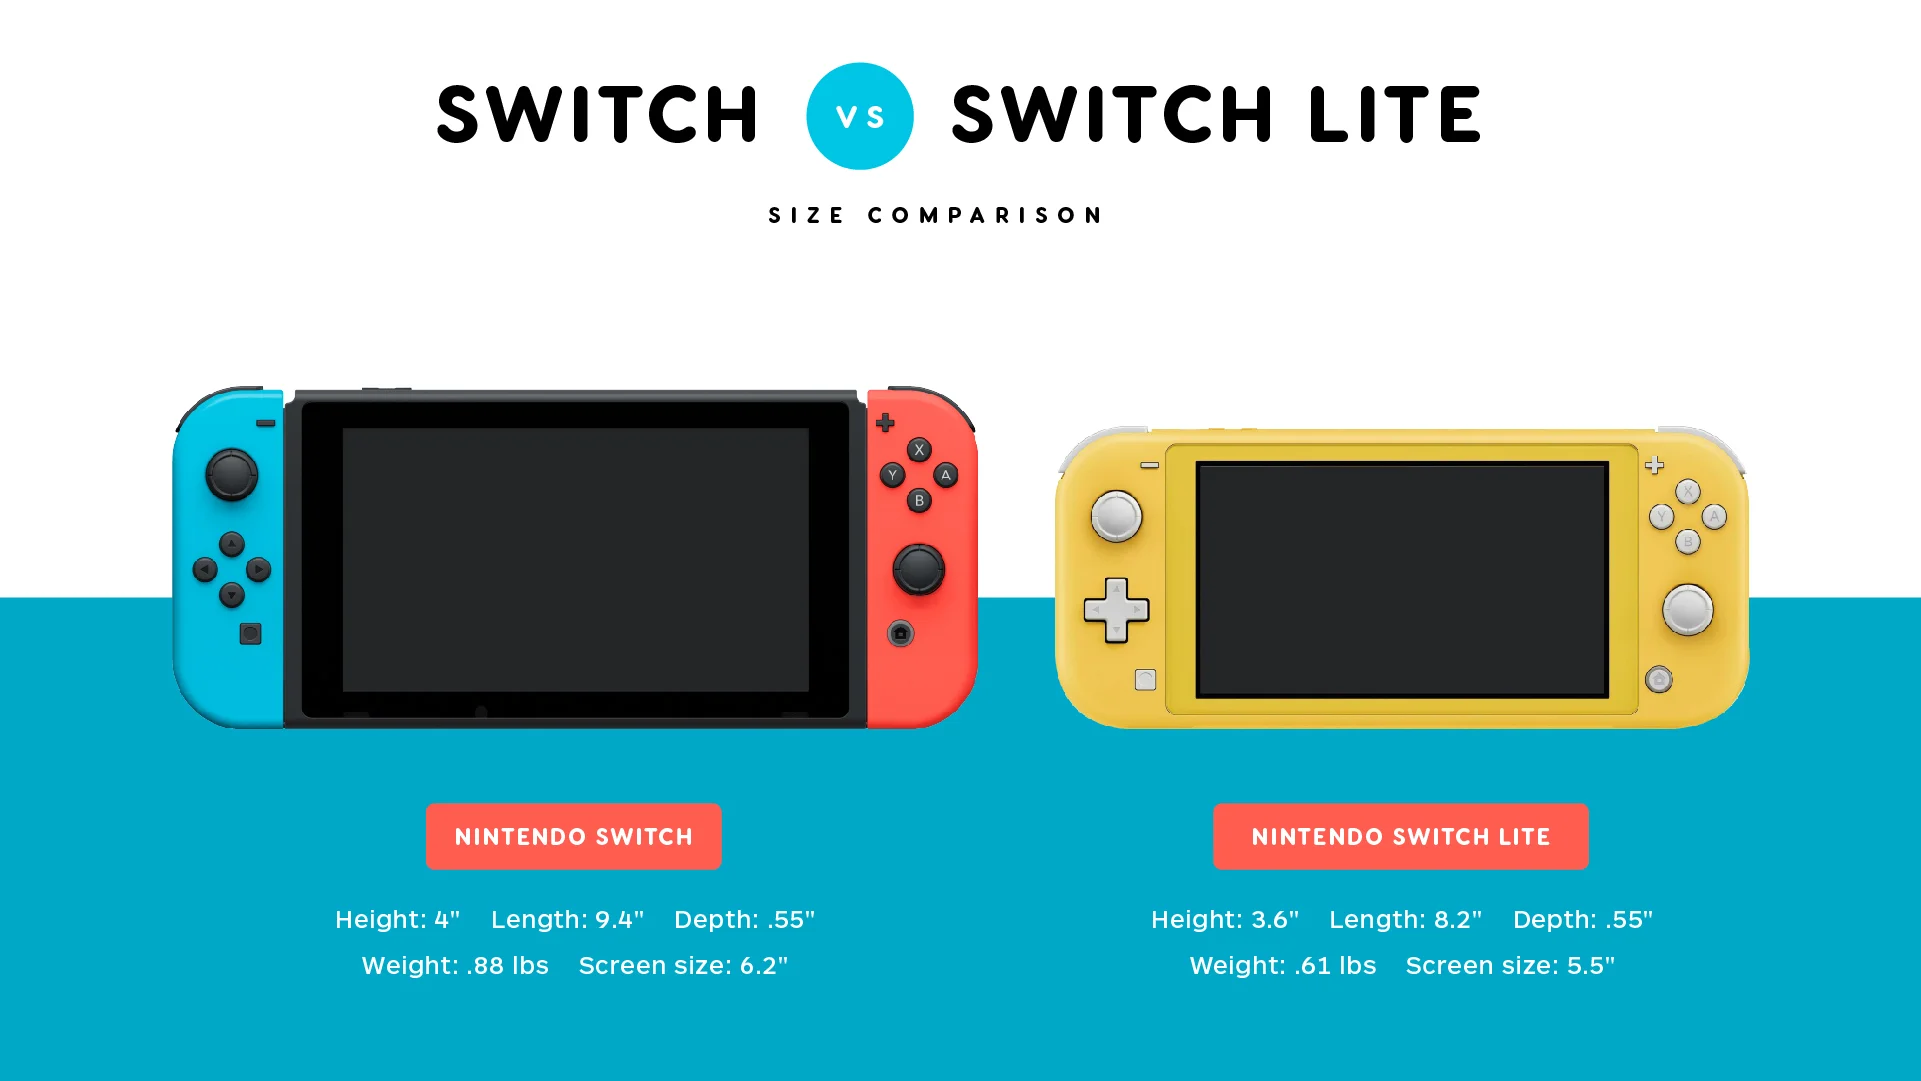 SWITCH VS SWITCH LITE
SIZE COMPARISON
X
Y A
B
X
Y A
B
NINTENDO SWITCH
Height: 4" Length: 9.4" Depth: .55"
Weight: .88 lbs Screen size: 6.2"
NINTENDO SWITCH LITE
Height: 3.6" Length: 8.2" Depth: .55"
Weight: .61 lbs Screen size: 5.5"